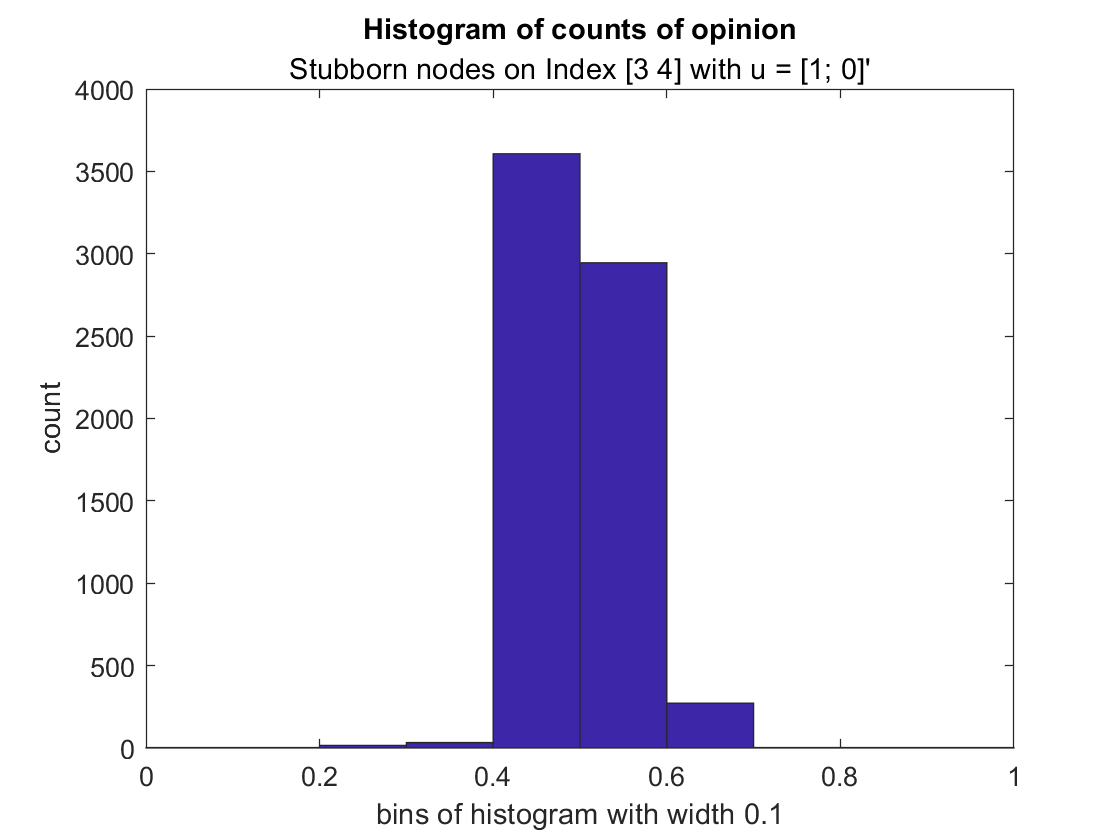 Histogram of counts of opinion
Stubborn nodes on Index [3 4] with u = [1; 0]'
4000
3500
3000
2500
2000
1500
1000
500
0
count
0 0.2 0.4 0.6 0.8 1
bins of histogram with width 0.1